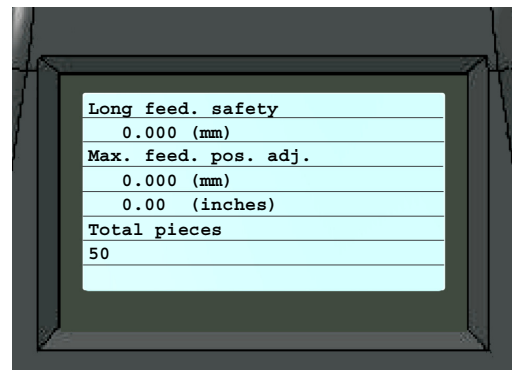 Long feed. safety
0.000 (mm)
Max. feed. pos. adj.
0.000 (mm)
0.00 (inches)
Total pieces
50